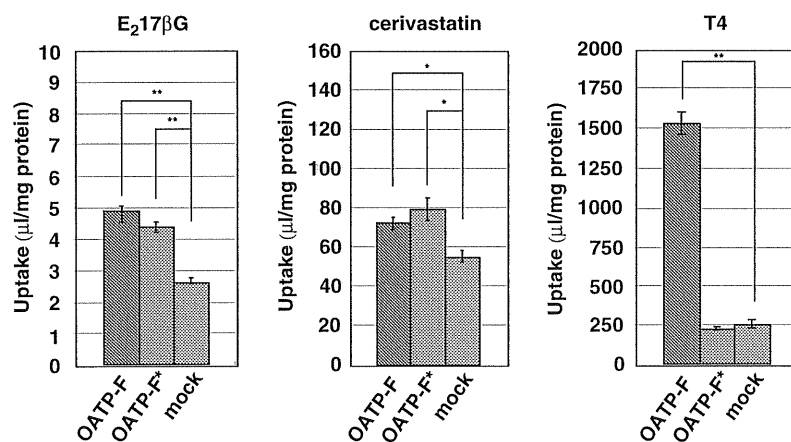 E₂17βG
Uptake (μl/mg protein)
10
9
8
7
6
5
4
3
2
1
0
**
**
OATP-F
OATP-F*
mock
cerivastatin
Uptake (μl/mg protein)
160
140
120
100
80
60
40
20
0
*
*
OATP-F
OATP-F*
mock
T4
Uptake (μl/mg protein)
2000
1750
1500
1250
1000
750
500
250
0
**
OATP-F
OATP-F*
mock